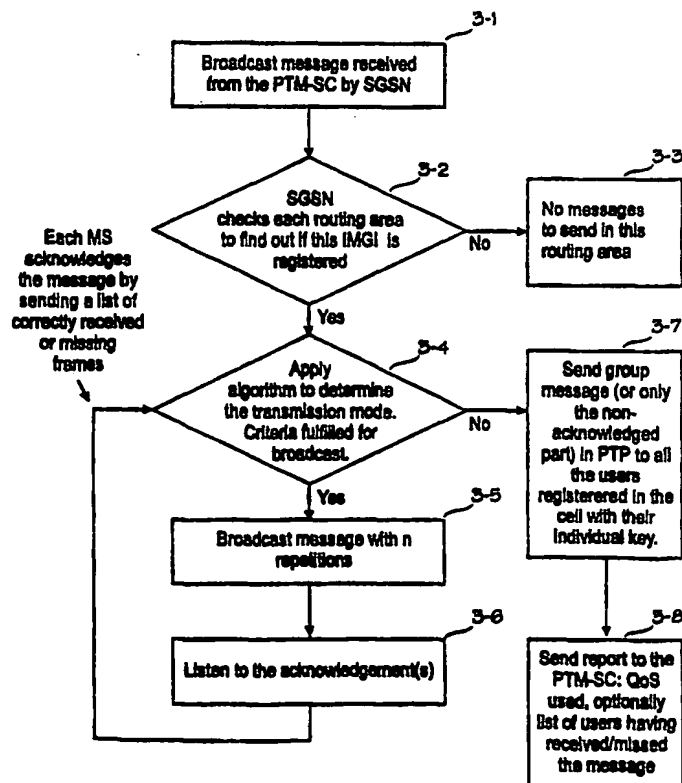 3-1
Broadcast message received
from the PTM-SC by SGSN
3-2
SGSN
checks each routing area
to find out if this IMGI is
registered
No
Yes
3-3
No messages
to send in this
routing area
Each MS
acknowledges
the message by
sending a list of
correctly received
or missing
frames
3-4
Apply
algorithm to determine
the transmission mode.
Criteria fulfilled for
broadcast.
No
Yes
3-7
Send group
message (or only
the non-
acknowledged
part) in PTP to all
the users
registerered in the
cell with their
individual key.
3-5
Broadcast message with n
repetitions
3-6
Listen to the acknowledgement(s)
3-8
Send report to the
PTM-SC: QoS
used, optionally
list of users having
received/missed
the message